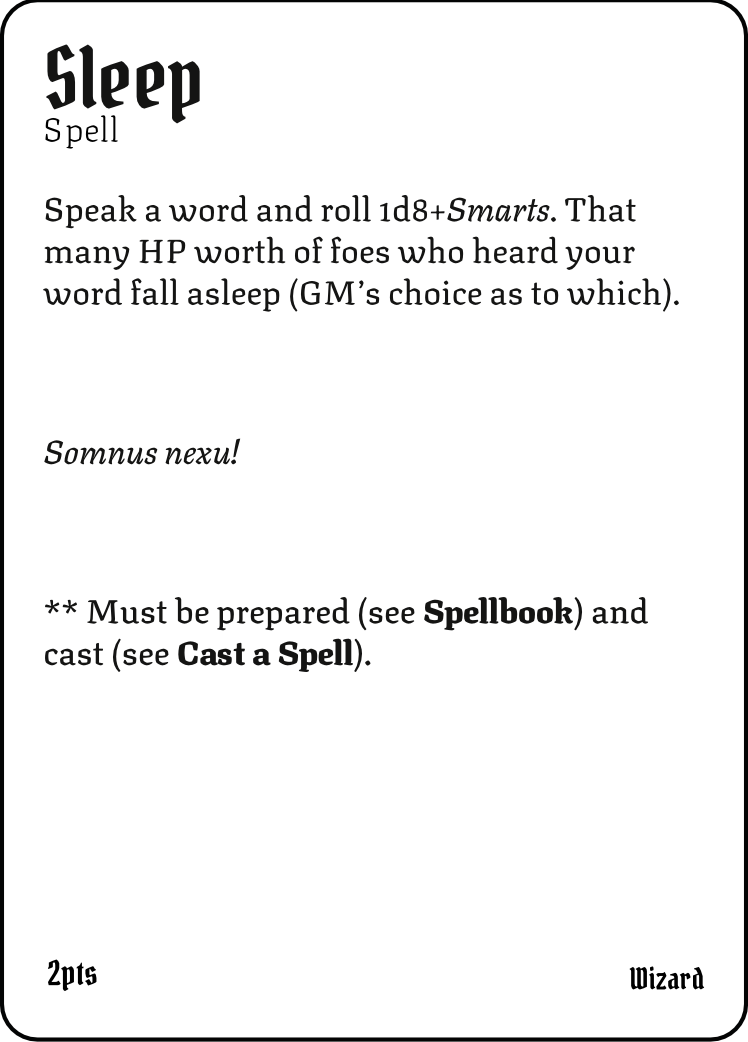 Sleep
Spell
Speak a word and roll 1d8+Smarts. That
many HP worth of foes who heard your
word fall asleep (GM’s choice as to which).
Somnus nexu!
** Must be prepared (see Spellbook) and
cast (see Cast a Spell).
2pts
Wizard